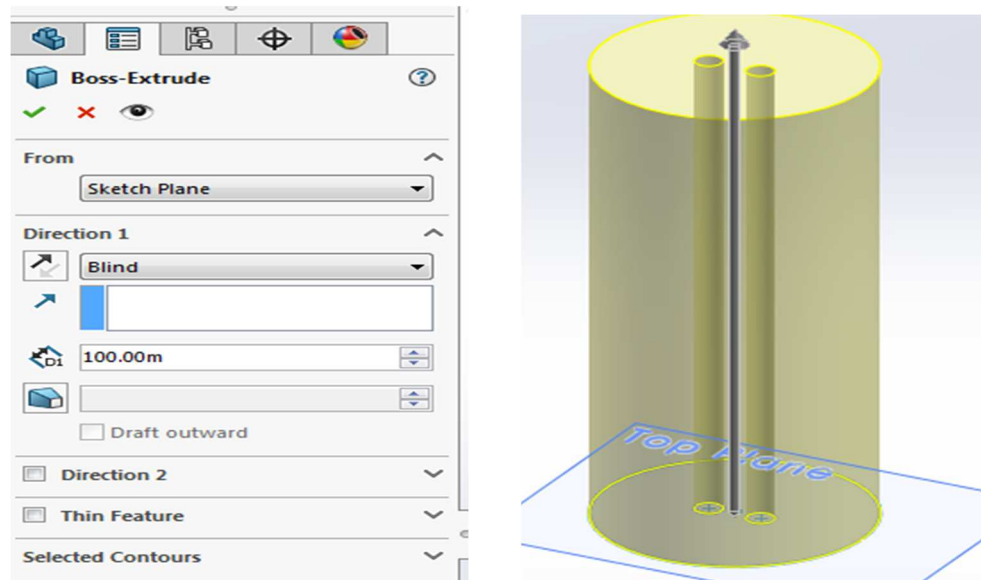 Boss-Extrude
From
Sketch Plane
Direction 1
Blind
D1
100.00m
Draft outward
Direction 2
Thin Feature
Selected Contours
Top Plane